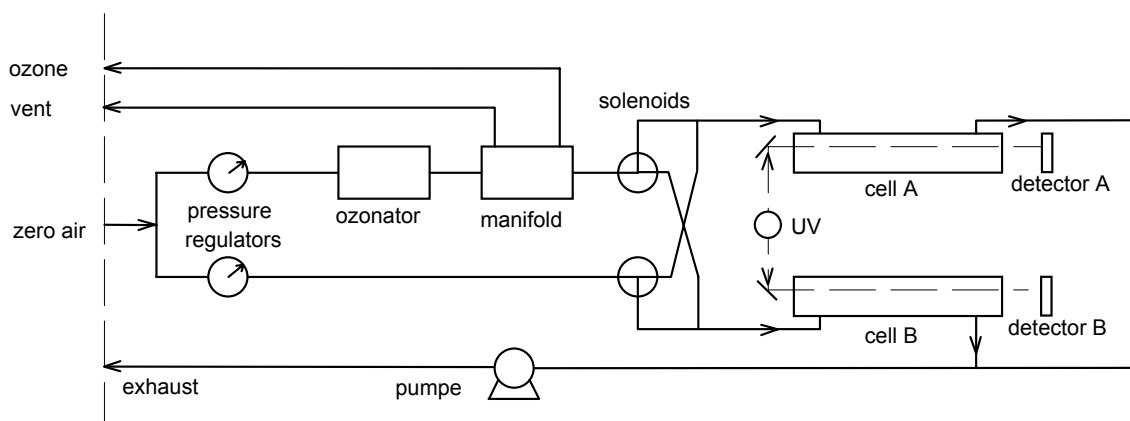 ozone
vent
solenoids
cell A
detector A
pressure
regulators
ozonator
manifold
zero air
UV
cell B
detector B
exhaust
pumpe